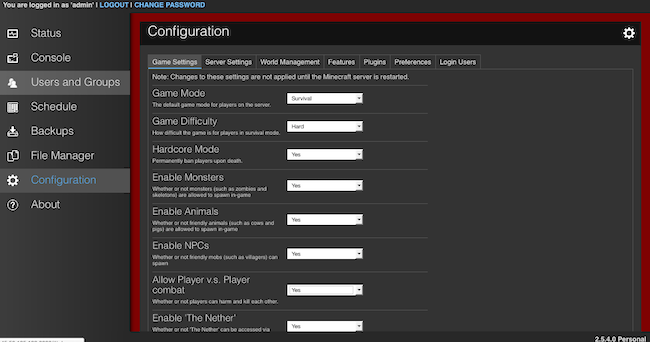 You are logged in as 'admin' | LOGOUT | CHANGE PASSWORD
Status
Console
Users and Groups
Schedule
Backups
File Manager
Configuration
About
Configuration
Game Settings Server Settings World Management Features Plugins Preferences Login Users
Note: Changes to these settings are not applied until the Minecraft server is restarted.
Game Mode
The default game mode for players on the server.
Survival
Game Difficulty
How difficult the game is for players in survival mode.
Hard
Hardcore Mode
Permanently ban players upon death.
Yes
Enable Monsters
Whether or not monsters (such as zombies and
skeletons) are allowed to spawn in-game
Yes
Enable Animals
Whether or not friendly animals (such as cows and
pigs) are allowed to spawn in-game
Yes
Enable NPCs
Whether or not friendly mobs (such as villagers) can
spawn
Yes
Allow Player v.s. Player
combat
Whether or not players can harm and kill each other.
Yes
Enable 'The Nether'
Whether or not 'The Nether' can be accessed via
Yes
2.5.4.0 Personal